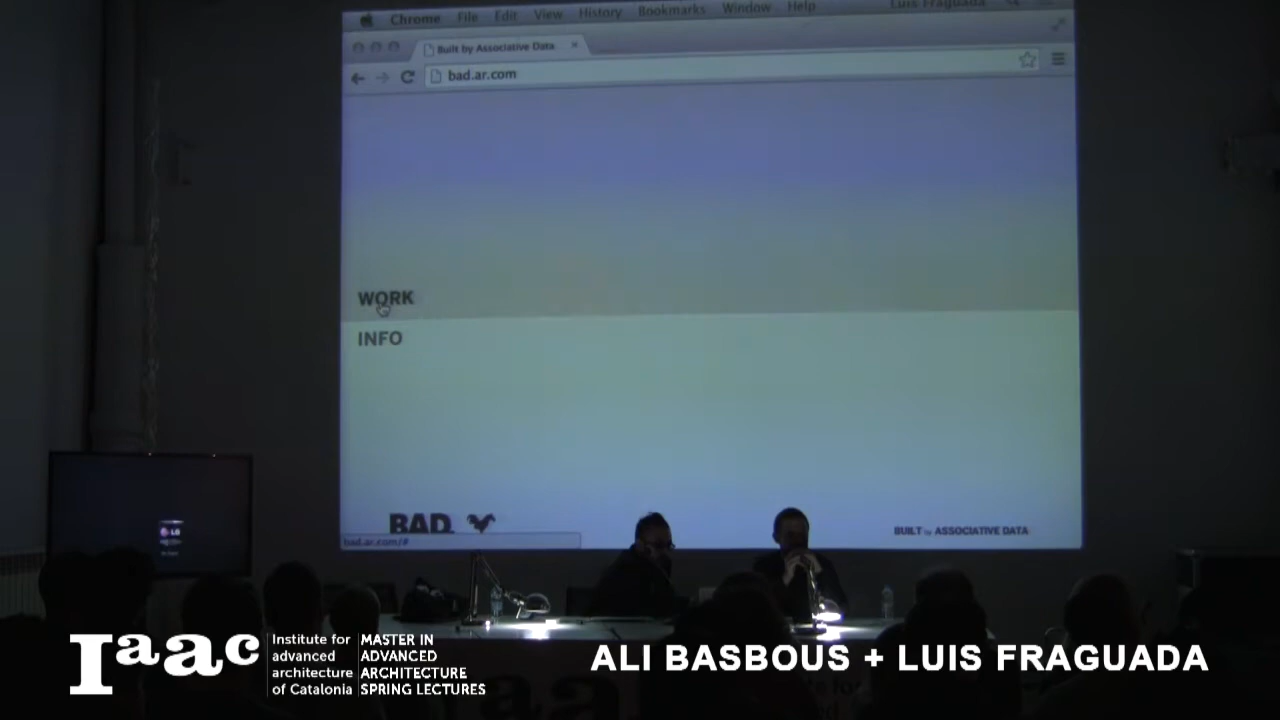 Chrome File Edit View History Bookmarks Window Help Luis Fraguada
Built by Associative Data
bad.ar.com
WORK
INFO
BAD
BUILT by ASSOCIATIVE DATA
bad.ar.com/#
LG
Iaac
Institute for
advanced
architecture
of Catalonia
MASTER IN
ADVANCED
ARCHITECTURE
SPRING LECTURES
ALI BASBOUS + LUIS FRAGUADA